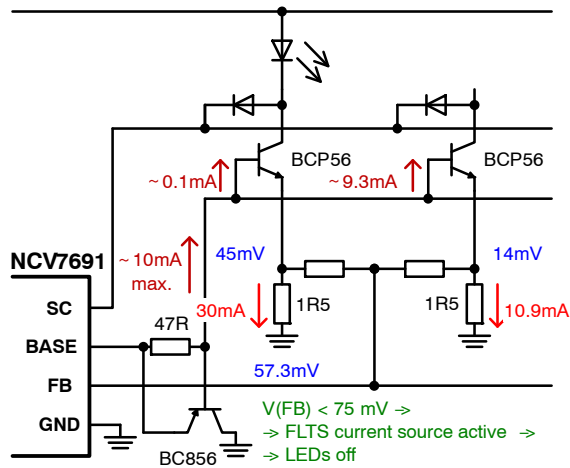 BCP56
BCP56
~ 0.1mA
~ 9.3mA
NCV7691
~ 10mA
max.
45mV
14mV
SC
30mA
1R5
1R5
10.9mA
47R
BASE
57.3mV
FB
V(FB) < 75 mV ->
GND
-> FLTS current source active ->
BC856
-> LEDs off